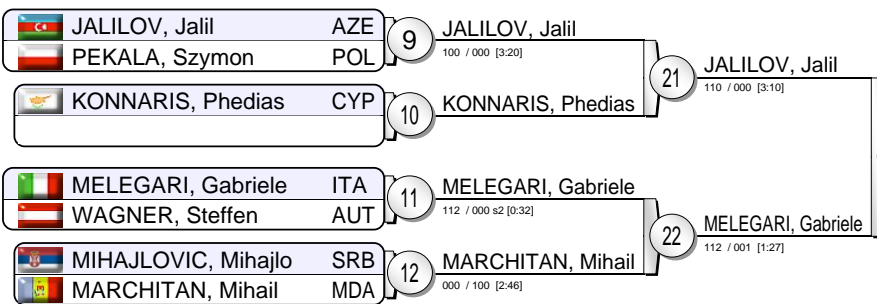 JALILOV, Jalil AZE
PEKALA, Szymon POL
9
JALILOV, Jalil
100 / 000 [3:20]
KONNARIS, Phedias CYP
10
KONNARIS, Phedias
21
JALILOV, Jalil
110 / 000 [3:10]
MELEGARI, Gabriele ITA
WAGNER, Steffen AUT
11
MELEGARI, Gabriele
112 / 000 s2 [0:32]
MIHAJLOVIC, Mihajlo SRB
MARCHITAN, Mihail MDA
12
MARCHITAN, Mihail
000 / 100 [2:46]
22
MELEGARI, Gabriele
112 / 001 [1:27]